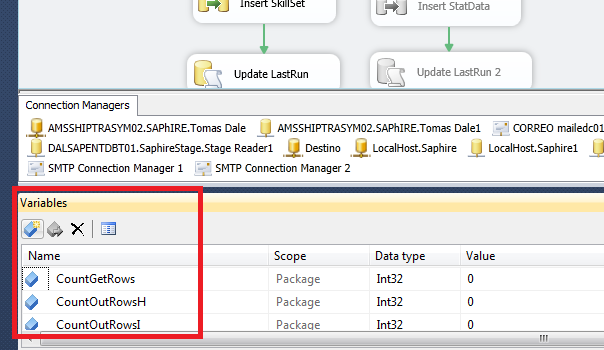 Insert SkillSet
Insert StatData
Update LastRun
Update LastRun 2
Connection Managers
AMSSHIPTRASYM02.SAPhIRE.Tomas Dale
AMSSHIPTRASYM02.SAPhIRE.Tomas Dale1
CORREO mailedc01
DALSAPENTDBT01.SaphireStage.Stage Reader1
Destino
LocalHost.Saphire
LocalHost.Saphire1
SMTP Connection Manager 1
SMTP Connection Manager 2
Variables
Name Scope Data type Value
CountGetRows Package Int32 0
CountOutRowsH Package Int32 0
CountOutRowsI Package Int32 0